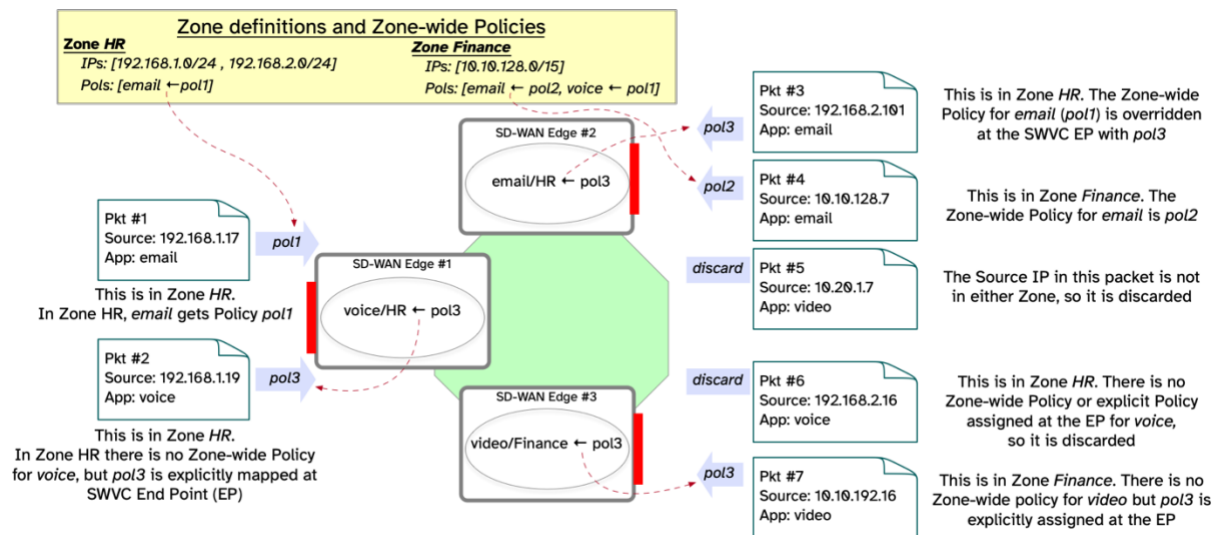 Zone definitions and Zone-wide Policies
Zone HR
IPs: [192.168.1.0/24 , 192.168.2.0/24]
Pols: [email ←pol1]
Zone Finance
IPs: [10.10.128.0/15]
Pols: [email ← pol2, voice ← pol1]
SD-WAN Edge #2
email/HR ← pol3
pol3
Pkt #3
Source: 192.168.2.101
App: email
This is in Zone HR. The Zone-wide
Policy for email (pol1) is overridden
at the SWVC EP with pol3
pol2
Pkt #4
Source: 10.10.128.7
App: email
This is in Zone Finance. The
Zone-wide Policy for email is pol2
Pkt #1
Source: 192.168.1.17
App: email
pol1
This is in Zone HR.
In Zone HR, email gets Policy pol1
SD-WAN Edge #1
voice/HR ← pol3
discard
Pkt #5
Source: 10.20.1.7
App: video
The Source IP in this packet is not
in either Zone, so it is discarded
Pkt #2
Source: 192.168.1.19
App: voice
pol3
This is in Zone HR.
In Zone HR there is no Zone-wide Policy
for voice, but pol3 is explicitly mapped at
SWVC End Point (EP)
SD-WAN Edge #3
video/Finance ← pol3
discard
Pkt #6
Source: 192.168.2.16
App: voice
This is in Zone HR. There is no
Zone-wide Policy or explicit Policy
assigned at the EP for voice,
so it is discarded
pol3
Pkt #7
Source: 10.10.192.16
App: video
This is in Zone Finance. There is no
Zone-wide policy for video but pol3 is
explicitly assigned at the EP